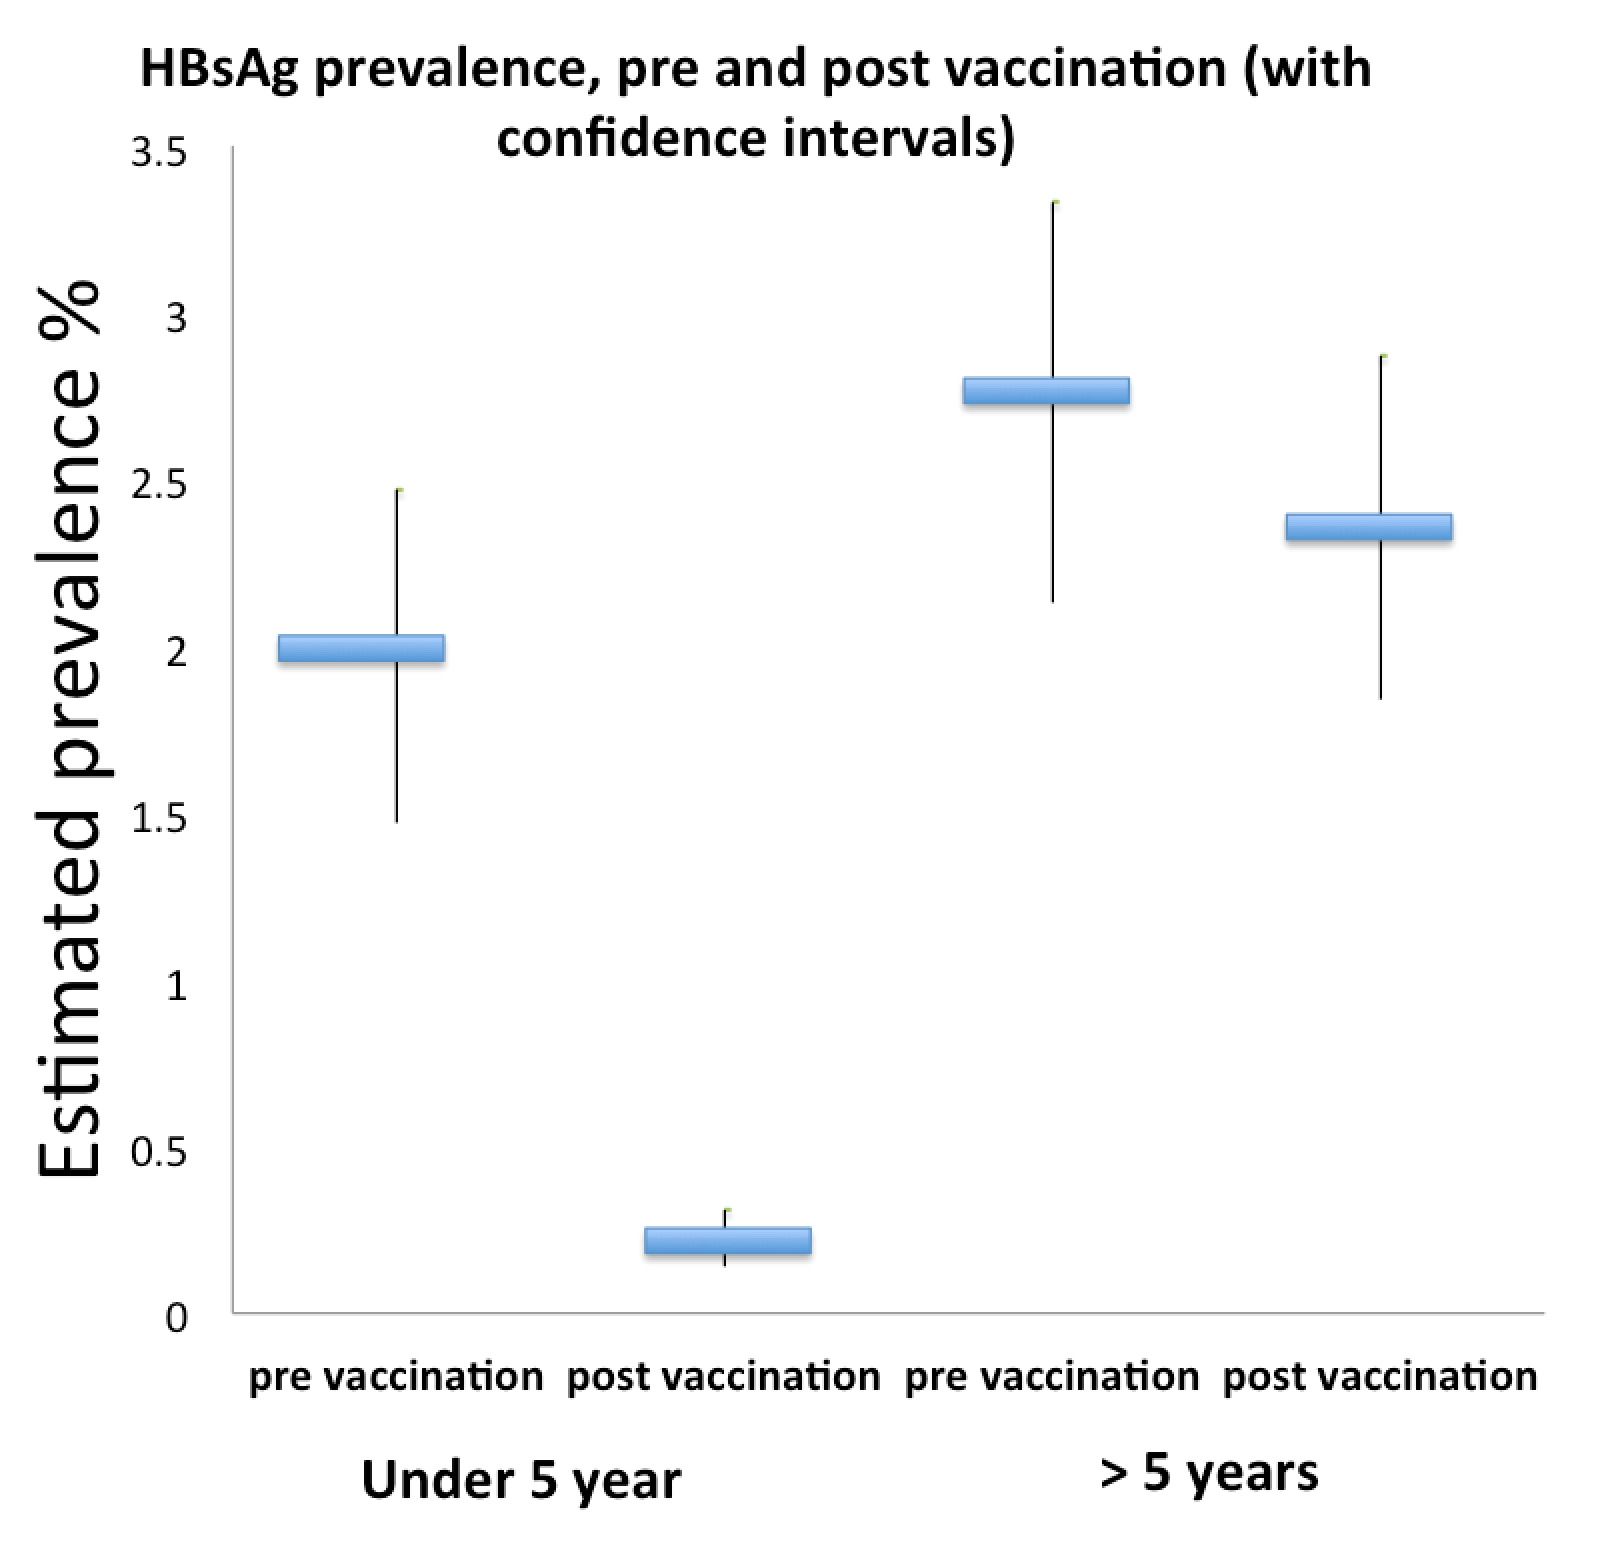 HBsAg prevalence, pre and post vaccination (with
confidence intervals)
Estimated prevalence %
3.5
3
2.5
2
1.5
1
0.5
0
pre vaccination post vaccination pre vaccination post vaccination
Under 5 year > 5 years